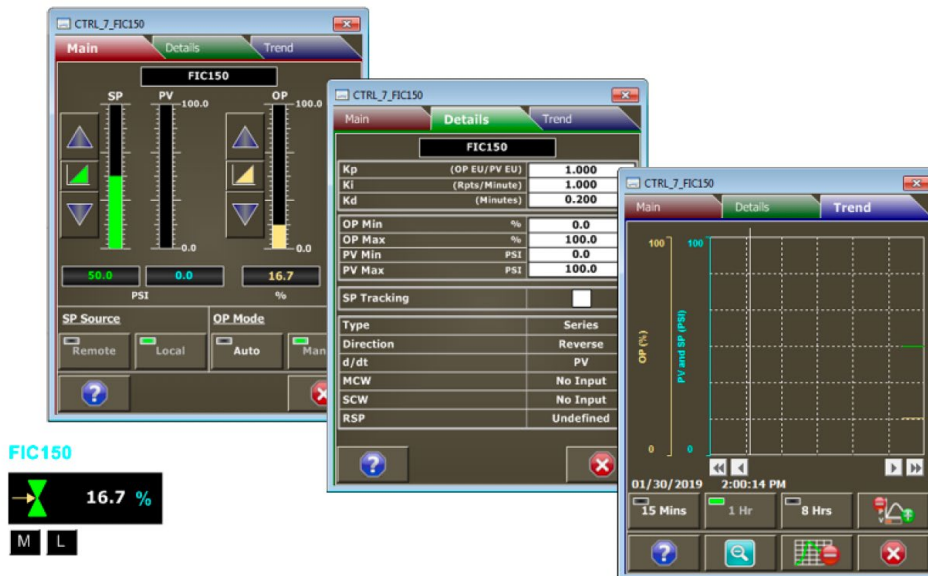 CTRL_7_FIC150
Main Details Trend
FIC150
SP PV OP
100.0 100.0
0.0 0.0
50.0 0.0 16.7
PSI %
SP Source OP Mode
Remote Local Auto Man
CTRL_7_FIC150
Main Details Trend
FIC150
Kp (OP EU/PV EU) 1.000
Ki (Rpts/Minute) 1.000
Kd (Minutes) 0.200
OP Min % 0.0
OP Max % 100.0
PV Min PSI 0.0
PV Max PSI 100.0
SP Tracking
Type Series
Direction Reverse
d/dt PV
MCW No Input
SCW No Input
RSP Undefined
CTRL_7_FIC150
Main Details Trend
100 100
OP (%)
PV and SP (PSI)
0 0
01/30/2019 2:00:14 PM
15 Mins 1 Hr 8 Hrs
FIC150
16.7 %
M L